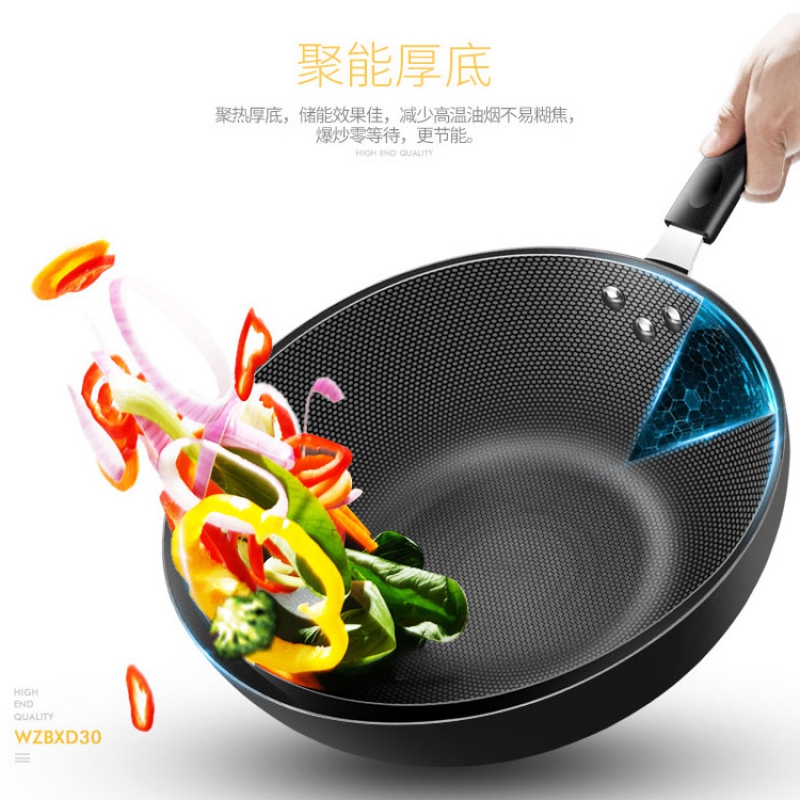 聚能厚底
聚热厚底，储能效果佳，减少高温油烟不易糊焦，
爆炒零等待，更节能。
HIGH END QUALITY
HIGH
END
QUALITY
WZBXD30